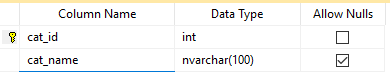 Column Name Data Type Allow Nulls
cat_id int
cat_name nvarchar(100)